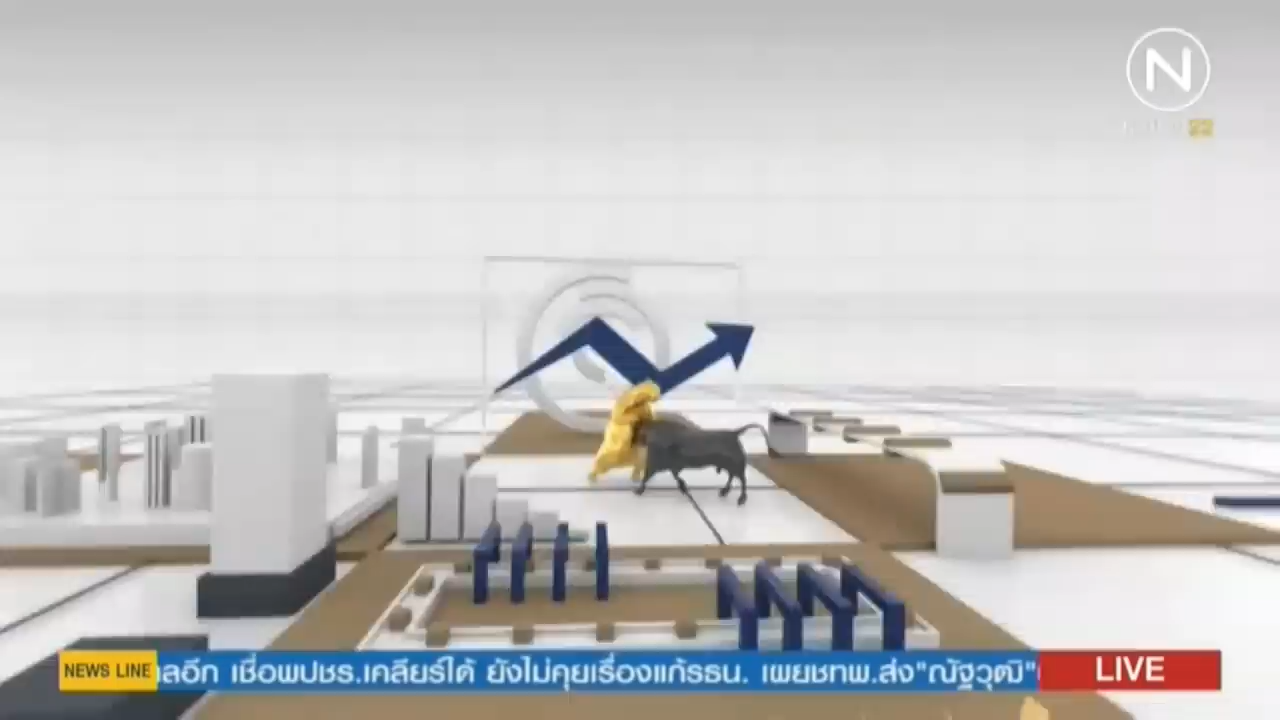 N
22
NEWS LINE
ลอีก เชื่อพปชร.เคลียร์ได้ ยังไม่คุยเรื่องแก้รธน. เผยชทพ.ส่ง"ณัฐวุฒิ"
LIVE